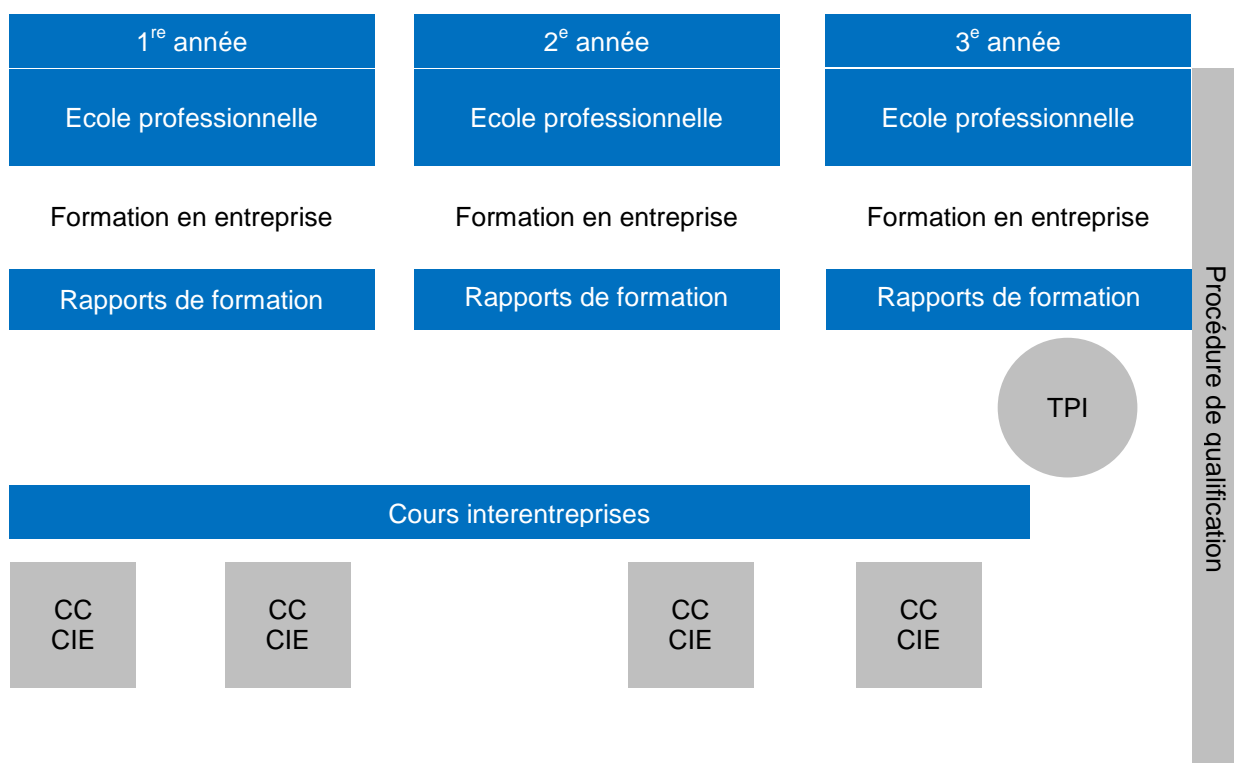 1re année
2e année
3e année
Ecole professionnelle
Ecole professionnelle
Ecole professionnelle
Formation en entreprise
Formation en entreprise
Formation en entreprise
Rapports de formation
Rapports de formation
Rapports de formation
Procédure de qualification
TPI
Cours interentreprises
CC
CIE
CC
CIE
CC
CIE
CC
CIE